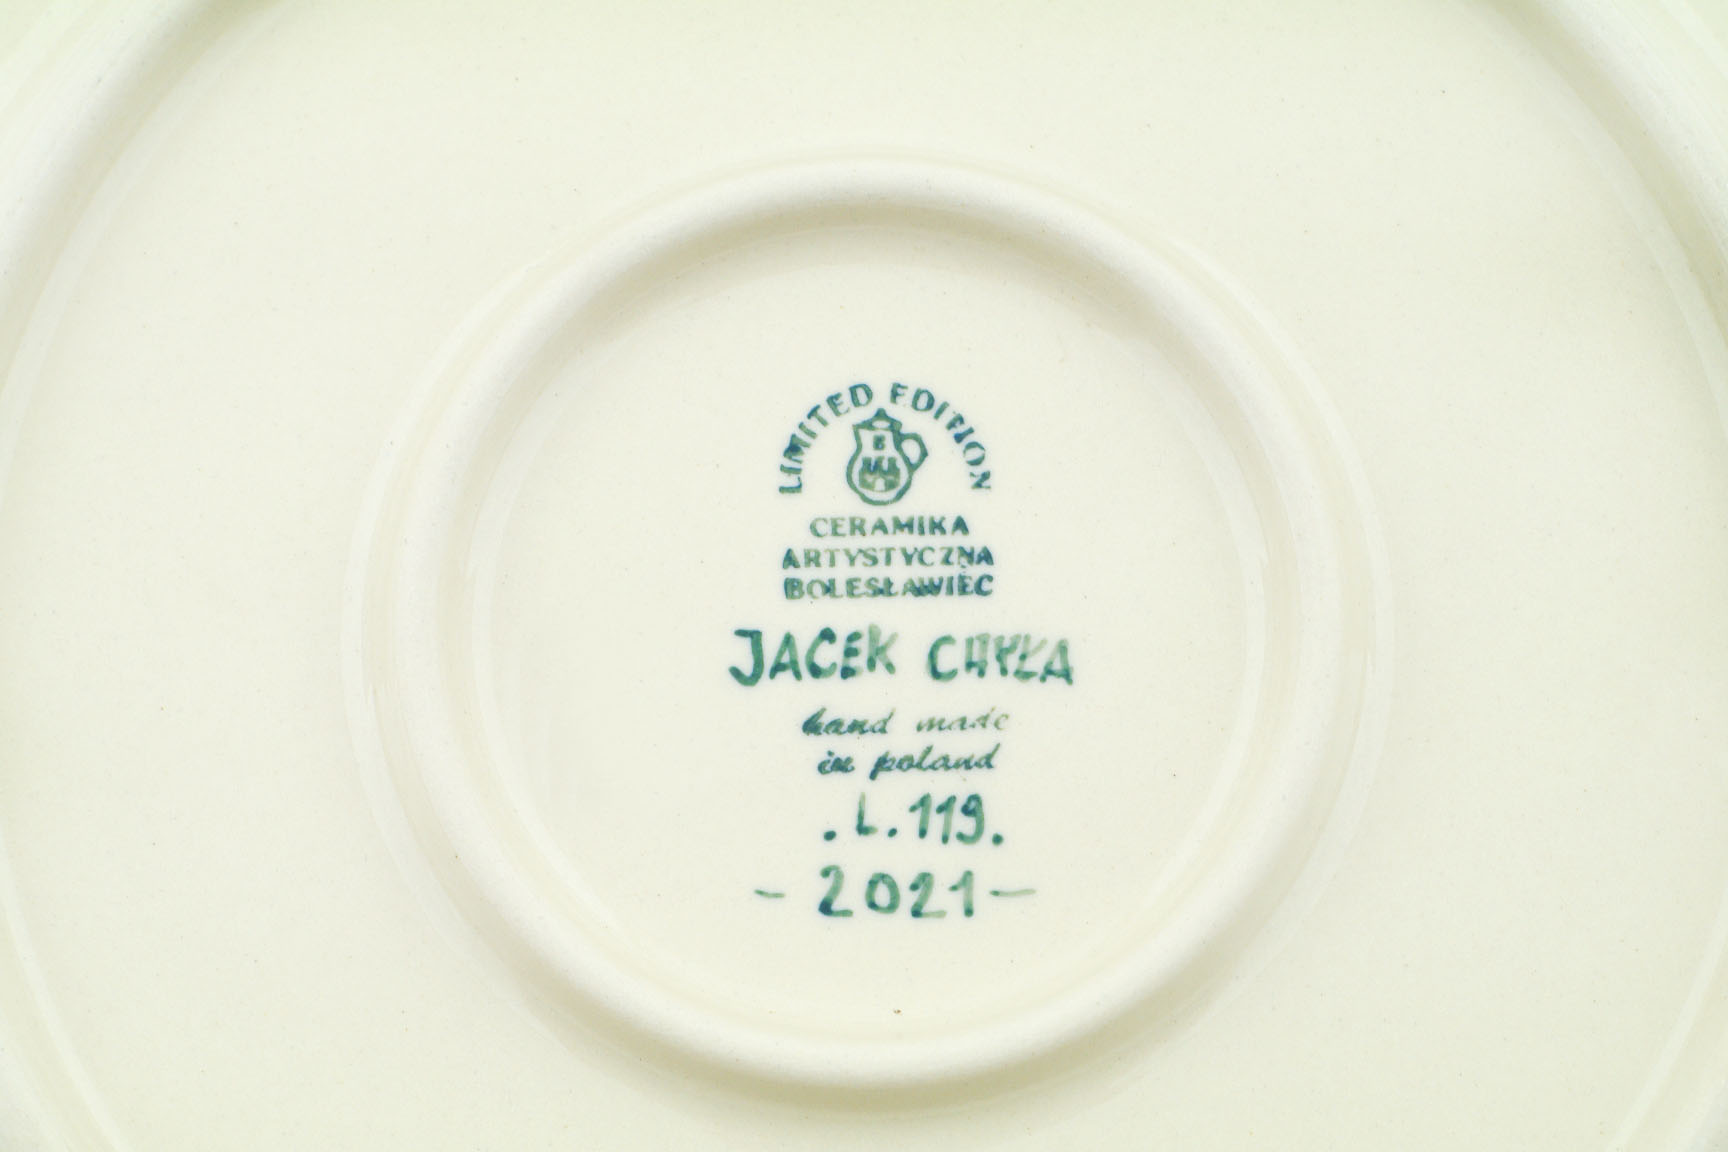 LIMITED EDITION
B
CERAMIKA
ARTYSTYCZNA
BOLESŁAWIEC
JACEK CHYŁA
hand made
in poland
.L.119.
-2021-